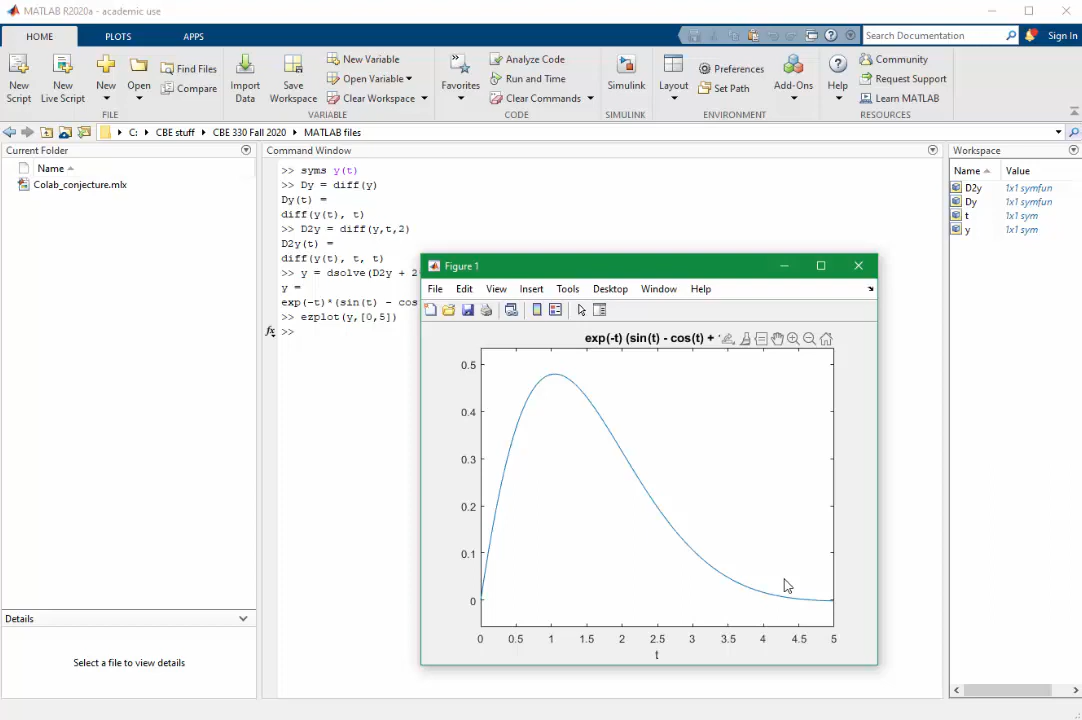 MATLAB R2020a - academic use
HOME PLOTS APPS
Search Documentation
Sign In
New Script
New Live Script
New
Open
Find Files
Compare
FILE
Import Data
Save Workspace
New Variable
Open Variable
Clear Workspace
VARIABLE
Favorites
Analyze Code
Run and Time
Clear Commands
CODE
Simulink
SIMULINK
Layout
Preferences
Set Path
Add-Ons
ENVIRONMENT
Help
Community
Request Support
Learn MATLAB
RESOURCES
C: CBE stuff CBE 330 Fall 2020 MATLAB files
Current Folder
Name
Colab_conjecture.mlx
Details
Select a file to view details
Command Window
>> syms y(t)
>> Dy = diff(y)
Dy(t) =
diff(y(t), t)
>> D2y = diff(y,t,2)
D2y(t) =
diff(y(t), t, t)
>> y = dsolve(D2y + 2
y =
exp(-t)*(sin(t) - cos
>> ezplot(y,[0,5])
fx >>
Figure 1
File Edit View Insert Tools Desktop Window Help
exp(-t) (sin(t) - cos(t) +
0.5
0.4
0.3
0.2
0.1
0
0 0.5 1 1.5 2 2.5 3 3.5 4 4.5 5
t
Workspace
Name Value
D2y 1x1 symfun
Dy 1x1 symfun
t 1x1 sym
y 1x1 sym